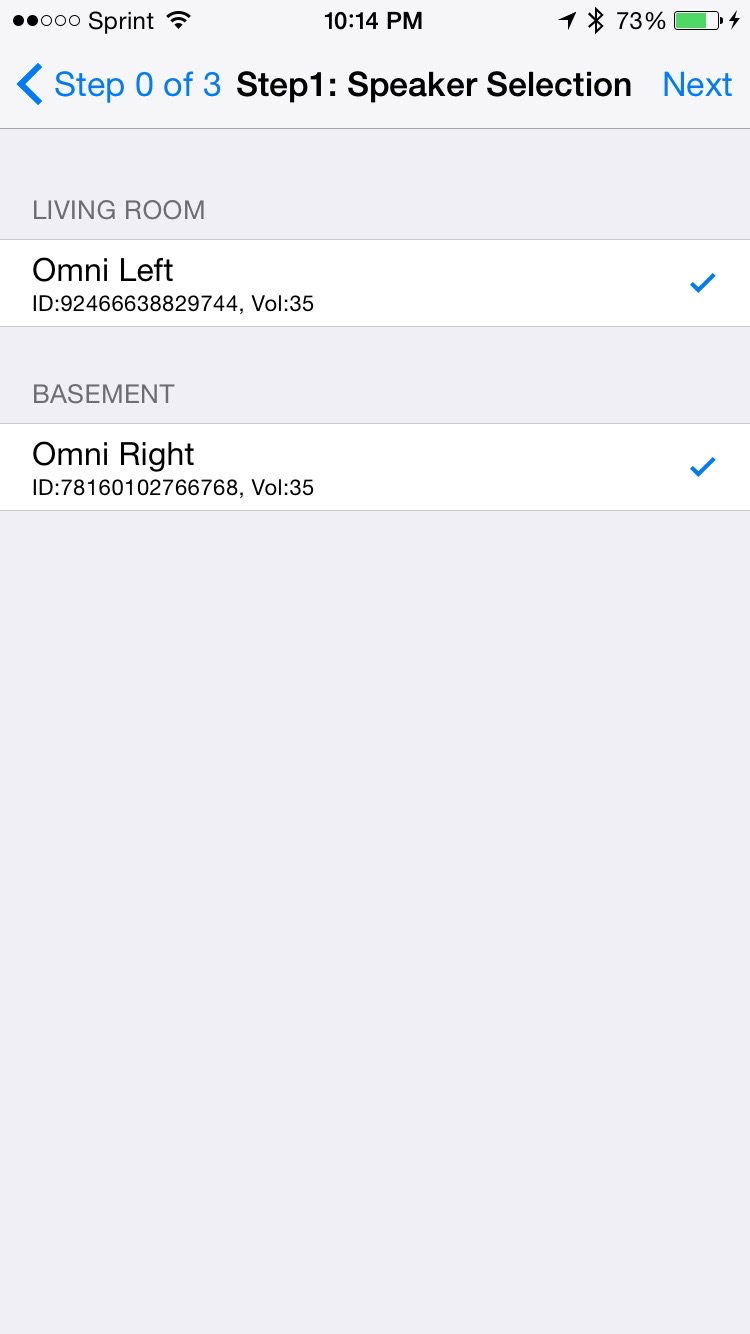 Sprint 10:14 PM 73%
Step 0 of 3 Step1: Speaker Selection Next
LIVING ROOM
Omni Left
ID:92466638829744, Vol:35
BASEMENT
Omni Right
ID:78160102766768, Vol:35